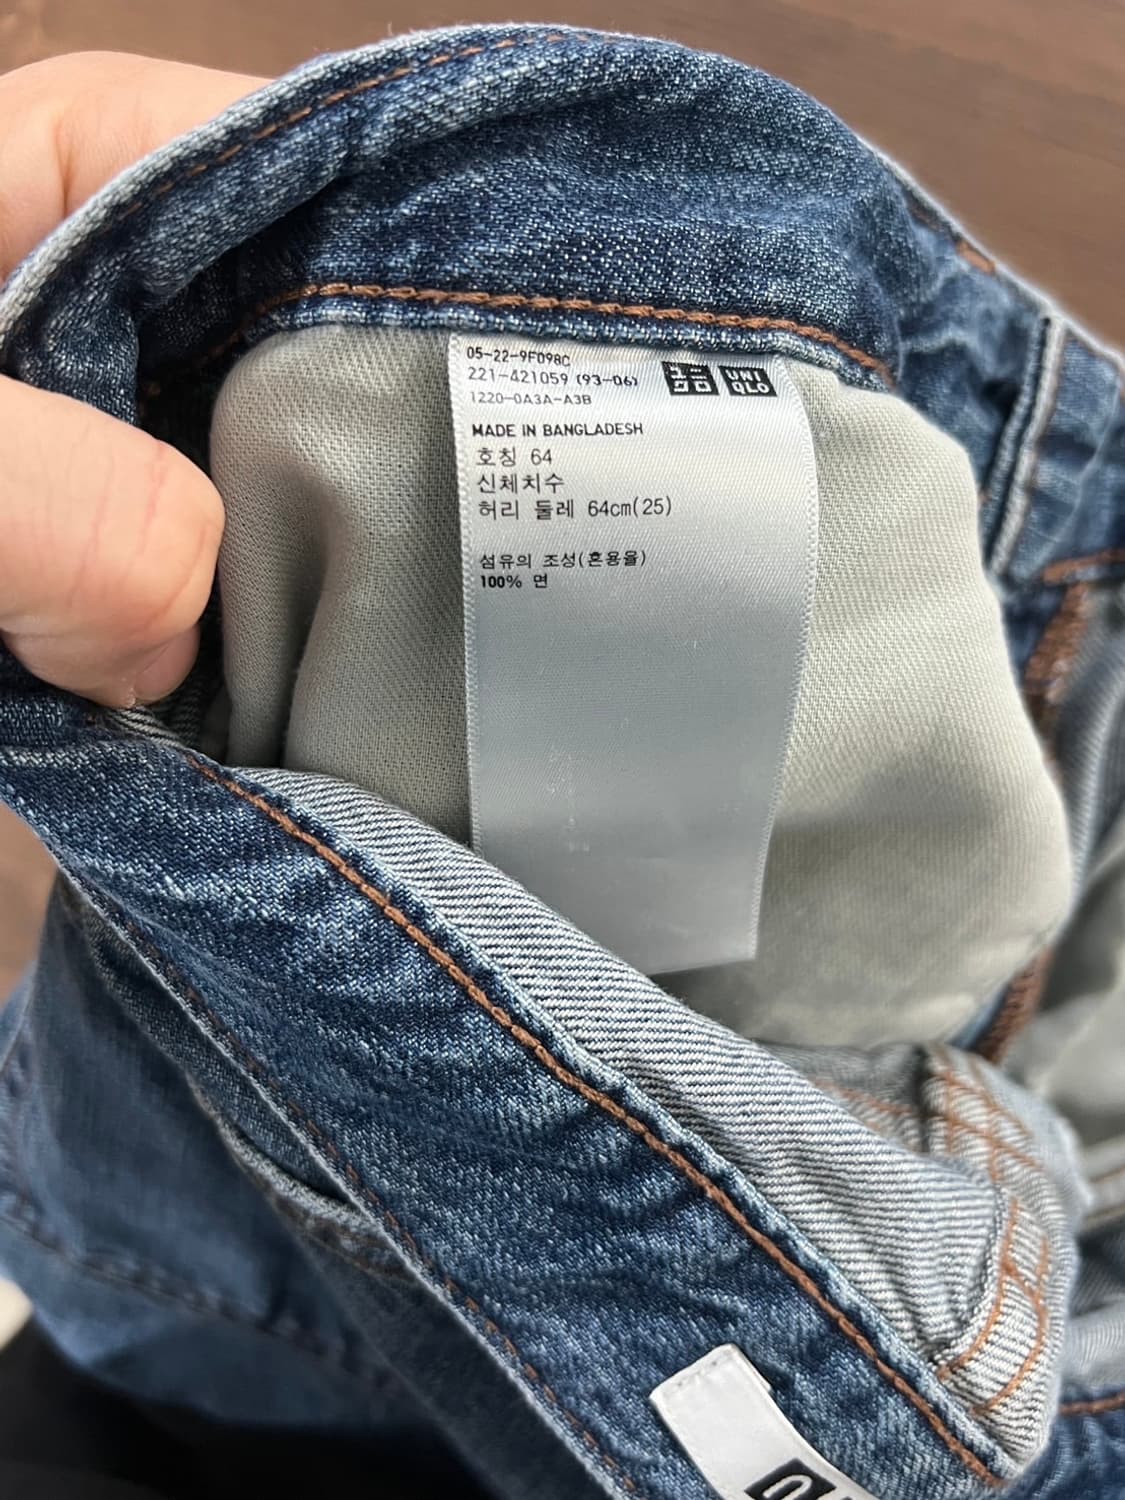 05-22-9F098C
221-421059 (93-06)
ユニ
クロ
UNI
QLO
1220-0A3A-A3B
MADE IN BANGLADESH
호칭 64
신체치수
허리 둘레 64cm(25)
섬유의 조성(혼용율)
100% 면